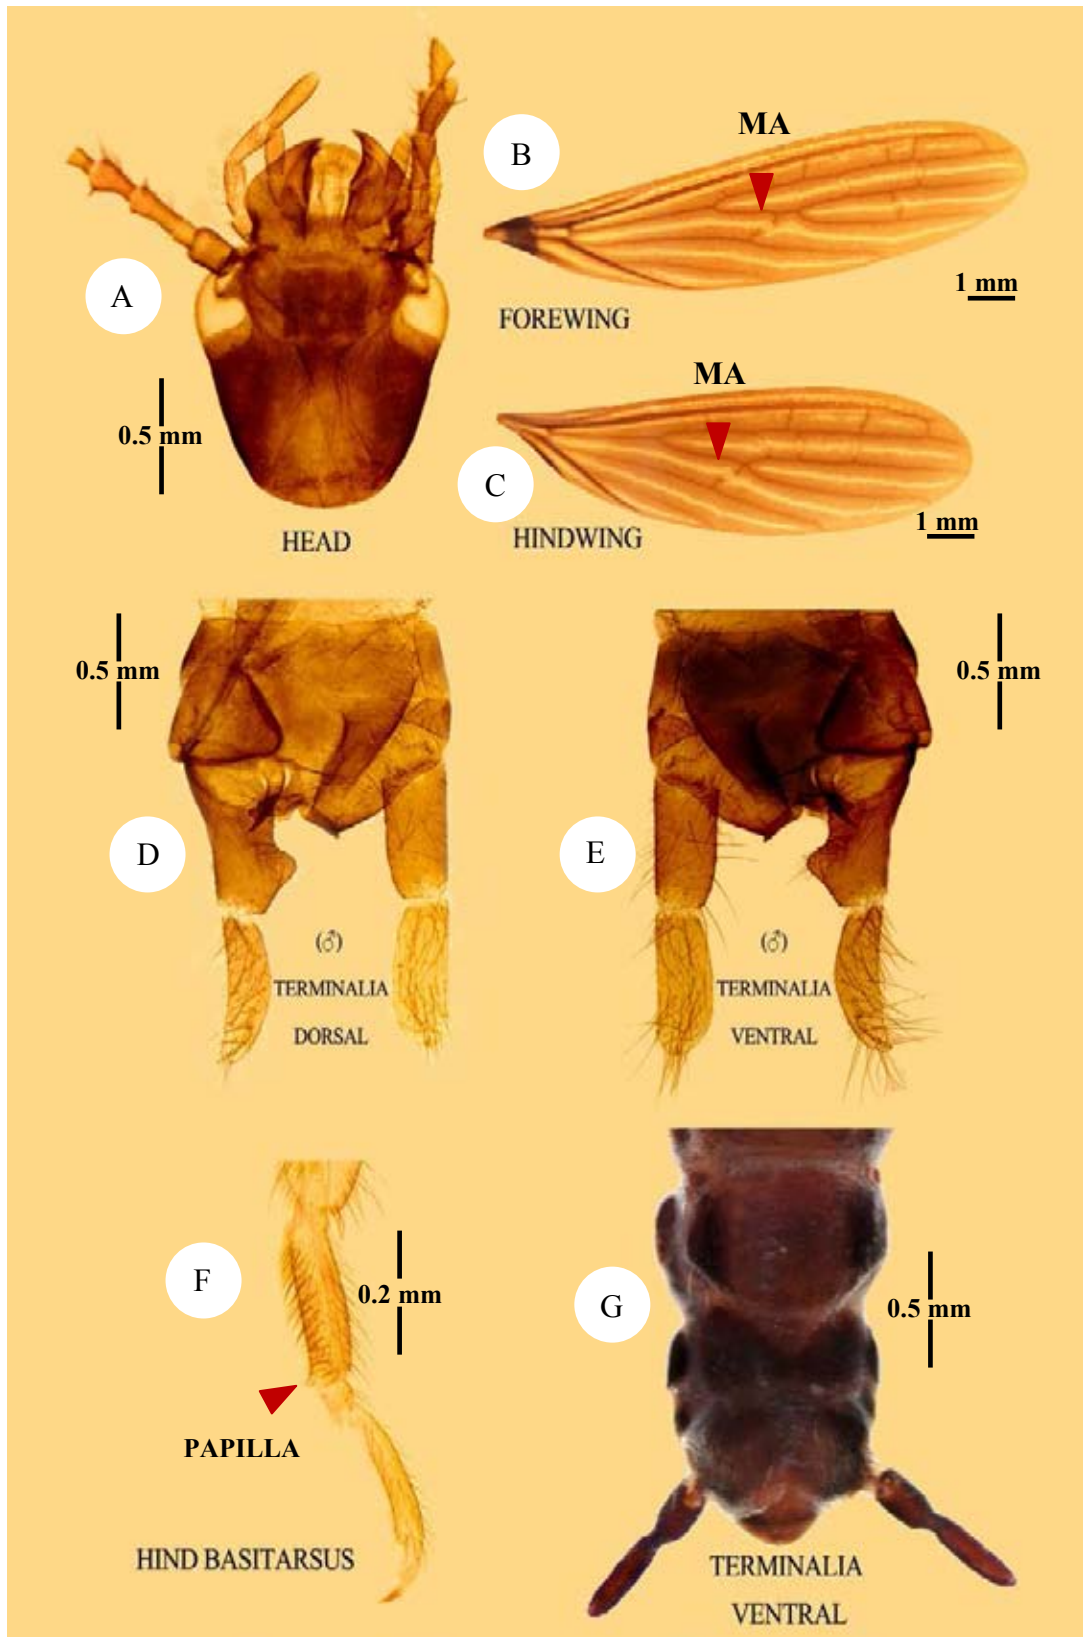 A
0.5 mm
HEAD
B
MA
1 mm
FOREWING
MA
C
1 mm
HINDWING
0.5 mm
D
(♂)
TERMINALIA
DORSAL
0.5 mm
E
(♂)
TERMINALIA
VENTRAL
F
0.2 mm
PAPILLA
HIND BASITARSUS
G
0.5 mm
TERMINALIA
VENTRAL